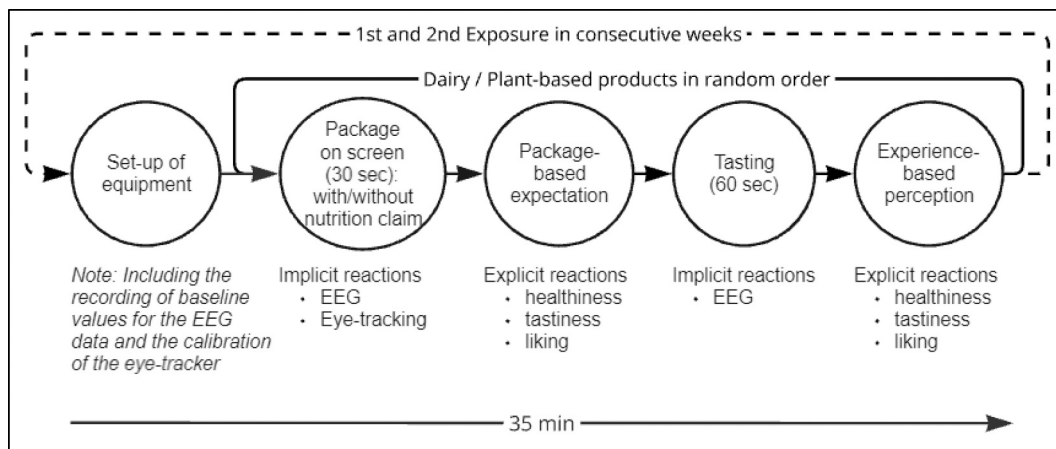 1st and 2nd Exposure in consecutive weeks
Dairy / Plant-based products in random order
Set-up of
equipment
Package
on screen
(30 sec):
with/without
nutrition claim
Package-
based
expectation
Tasting
(60 sec)
Experience-
based
perception
Note: Including the
recording of baseline
values for the EEG
data and the calibration
of the eye-tracker
Implicit reactions
• EEG
• Eye-tracking
Explicit reactions
• healthiness
• tastiness
• liking
Implicit reactions
• EEG
Explicit reactions
• healthiness
• tastiness
• liking
35 min